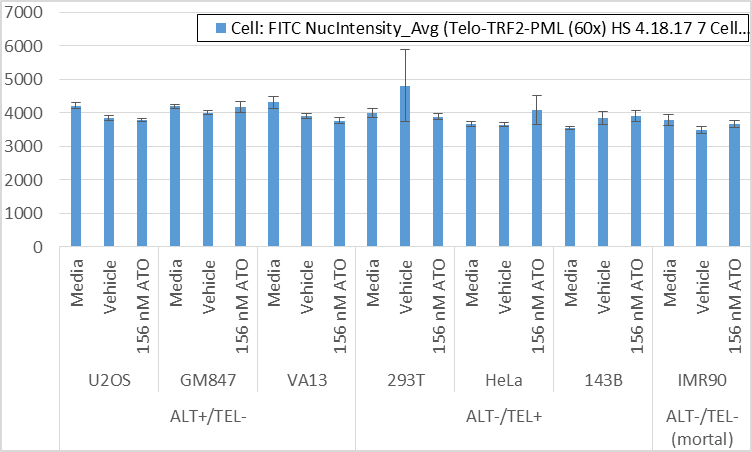 7000
Cell: FITC NucIntensity_Avg (Telo-TRF2-PML (60x) HS 4.18.17 7 Cell...
6000
5000
4000
3000
2000
1000
0
Media
Vehicle
156 nM ATO
Media
Vehicle
156 nM ATO
Media
Vehicle
156 nM ATO
Media
Vehicle
156 nM ATO
Media
Vehicle
156 nM ATO
Media
Vehicle
156 nM ATO
Media
Vehicle
156 nM ATO
U2OS
GM847
VA13
293T
HeLa
143B
IMR90
ALT+/TEL-
ALT-/TEL+
ALT-/TEL-
(mortal)